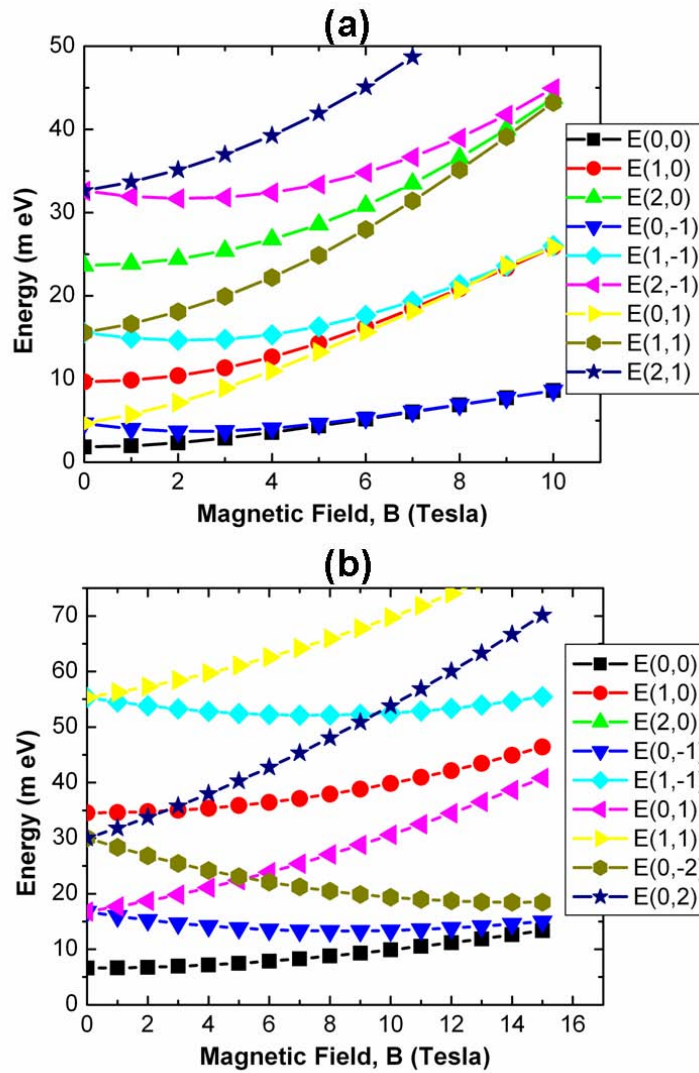 (a)
50
40
30
20
10
0
Energy (m eV)
0 2 4 6 8 10
Magnetic Field, B (Tesla)
E(0,0)
E(1,0)
E(2,0)
E(0,-1)
E(1,-1)
E(2,-1)
E(0,1)
E(1,1)
E(2,1)
(b)
70
60
50
40
30
20
10
0
Energy (m eV)
0 2 4 6 8 10 12 14 16
Magnetic Field, B (Tesla)
E(0,0)
E(1,0)
E(2,0)
E(0,-1)
E(1,-1)
E(0,1)
E(1,1)
E(0,-2)
E(0,2)